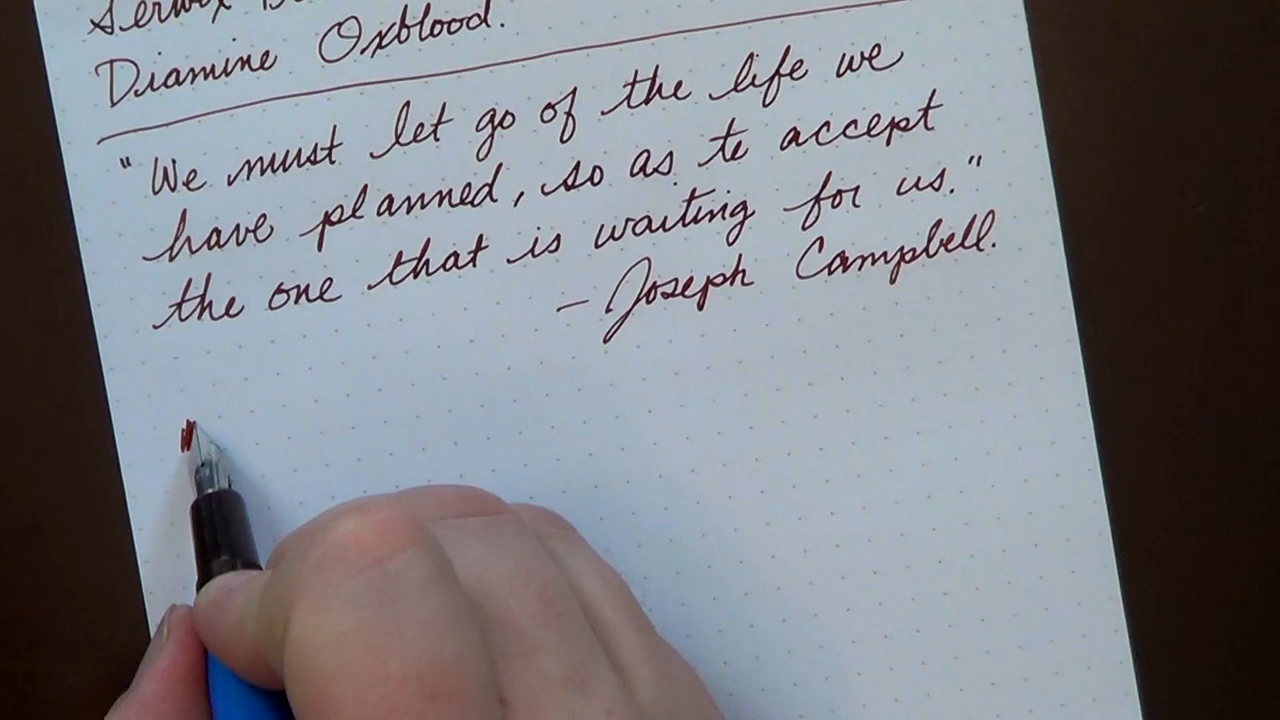 Diamine Oxblood.
"We must let go of the life we
have planned, so as to accept
the one that is waiting for us."
- Joseph Campbell.